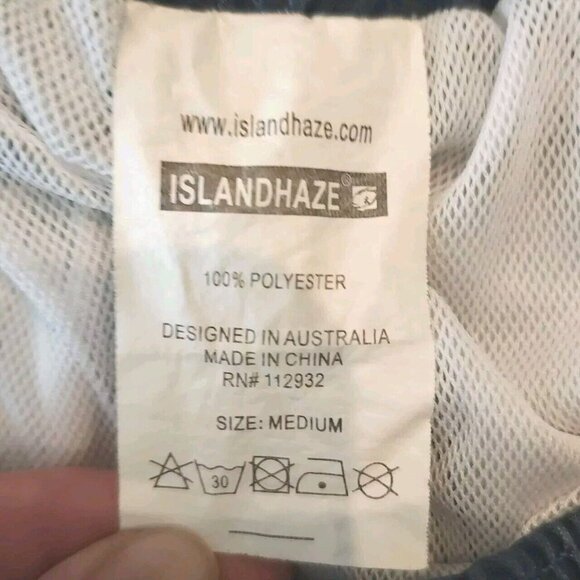 www.islandhaze.com
ISLANDHAZE®
100% POLYESTER
DESIGNED IN AUSTRALIA
MADE IN CHINA
RN# 112932
SIZE: MEDIUM
30